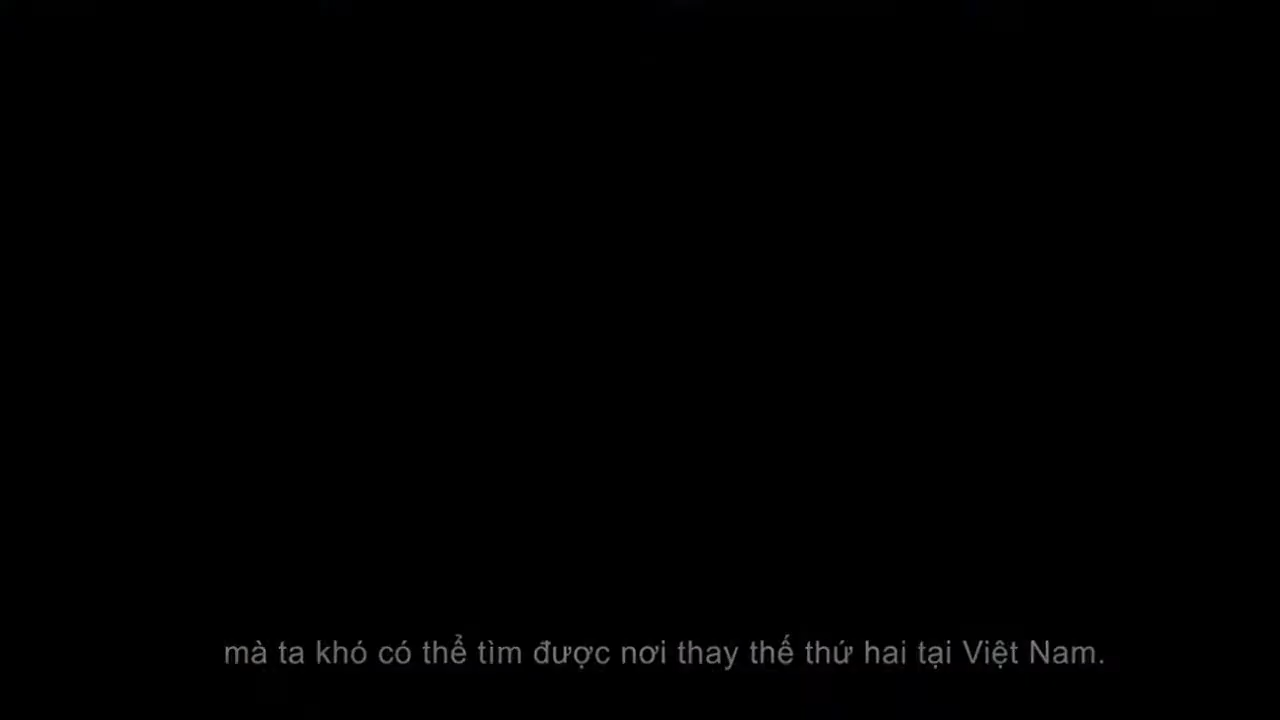 mà ta khó có thể tìm được nơi thay thế thứ hai tại Việt Nam.